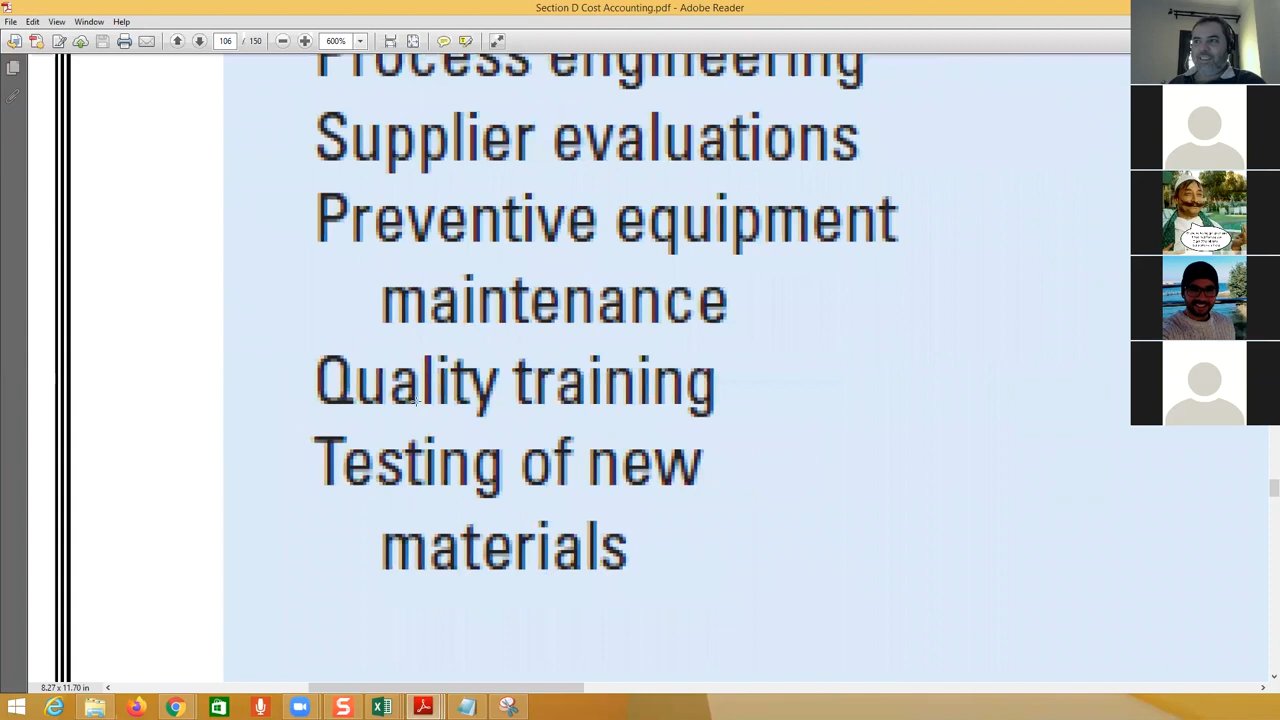 Section D Cost Accounting.pdf - Adobe Reader
File Edit View Window Help
106 / 150 600%
Process engineering
Supplier evaluations
Preventive equipment
maintenance
Quality training
Testing of new
materials
8.27 x 11.70 in